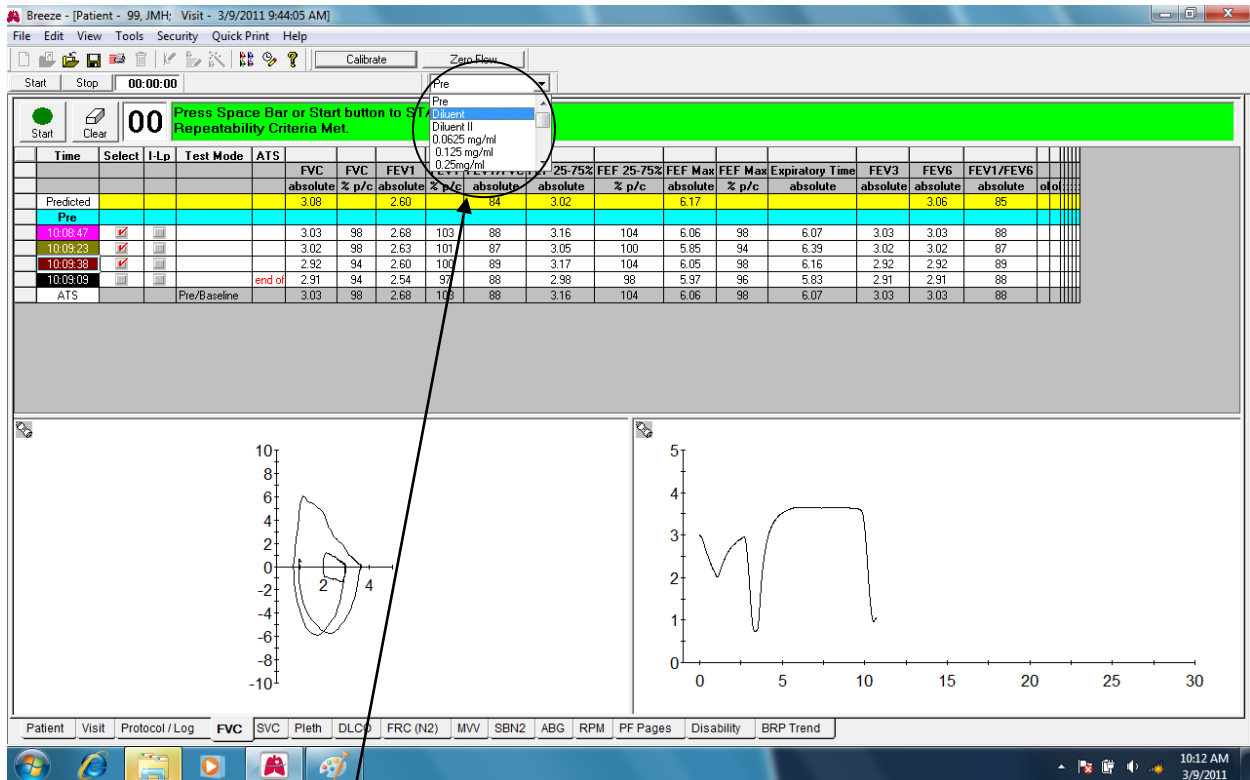 Breeze - [Patient - 99, JMH; Visit - 3/9/2011 9:44:05 AM]
File Edit View Tools Security Quick Print Help
Calibrate Zero Flow
Start Stop 00:00:00 Pre
Pre
Diluent
Diluent II
0.0625 mg/ml
0.125 mg/ml
0.25mg/ml
Start Clear 00
Press Space Bar or Start button to
Repeatability Criteria Met.
Time Select I-Lp Test Mode ATS
FVC FVC FEV1 25-75% FEF 25-75% FEF Max FEF Max Expiratory Time FEV3 FEV6 FEV1/FEV6
absolute % p/c absolute % p/c absolute absolute % p/c absolute % p/c absolute absolute absolute absolute
Predicted 3.08 2.60 84 3.02 6.17 3.06 85
Pre
10:08:47 3.03 98 2.68 103 88 3.16 104 6.06 98 6.07 3.03 3.03 88
10:09:23 3.02 98 2.63 101 87 3.05 100 5.85 94 6.39 3.02 3.02 87
10:09:38 2.92 94 2.60 100 89 3.17 104 6.05 98 6.16 2.92 2.92 89
10:09:09 end of 2.91 94 2.54 97 88 2.98 98 5.97 96 5.83 2.91 2.91 88
ATS Pre/Baseline 3.03 98 2.68 103 88 3.16 104 6.06 98 6.07 3.03 3.03 88
10
8
6
4
2
0
-2
-4
-6
-8
-10
2 4
5
4
3
2
1
0
0 5 10 15 20 25 30
Patient Visit Protocol / Log FVC SVC Pleth DLCO FRC (N2) MVV SBN2 ABG RPM PF Pages Disability BRP Trend
10:12 AM
3/9/2011